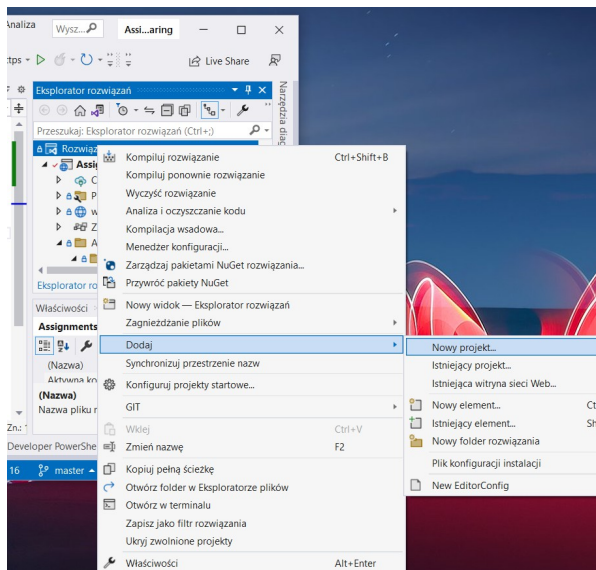 Analiza Wysz... Assi...aring
Live Share
Eksplorator rozwiązań
Przeszukaj: Eksplorator rozwiązań (Ctrl+;)
Eksplorator ro
Właściwości
Assignments
(Nazwa)
(Nazwa)
Nazwa pliku r
Zn.:
Developer PowerShe
16 master
Narzędzia
Kompiluj rozwiązanie Ctrl+Shift+B
Kompiluj ponownie rozwiązanie
Wyczyść rozwiązanie
Analiza i oczyszczanie kodu
Kompilacja wsadowa...
Menedżer konfiguracji...
Zarządzaj pakietami NuGet rozwiązania...
Przywróć pakiety NuGet
Nowy widok — Eksplorator rozwiązań
Zagnieżdżanie plików
Dodaj
Synchronizuj przestrzenie nazw
Konfiguruj projekty startowe...
GIT
Wklej Ctrl+V
Zmień nazwę F2
Kopiuj pełną ścieżkę
Otwórz folder w Eksploratorze plików
Otwórz w terminalu
Zapisz jako filtr rozwiązania
Ukryj zwolnione projekty
Właściwości Alt+Enter
Nowy projekt...
Istniejący projekt...
Istniejąca witryna sieci Web...
Nowy element... Ct
Istniejący element... Sh
Nowy folder rozwiązania
Plik konfiguracji instalacji
New EditorConfig